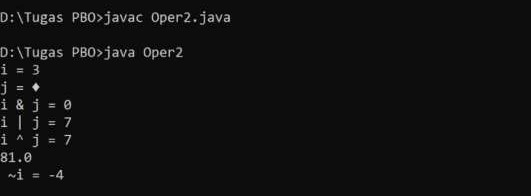 D:\Tugas PBO>javac Oper2.java
D:\Tugas PBO>java Oper2
i = 3
j = ♦
i & j = 0
i | j = 7
i ^ j = 7
81.0
~i = -4